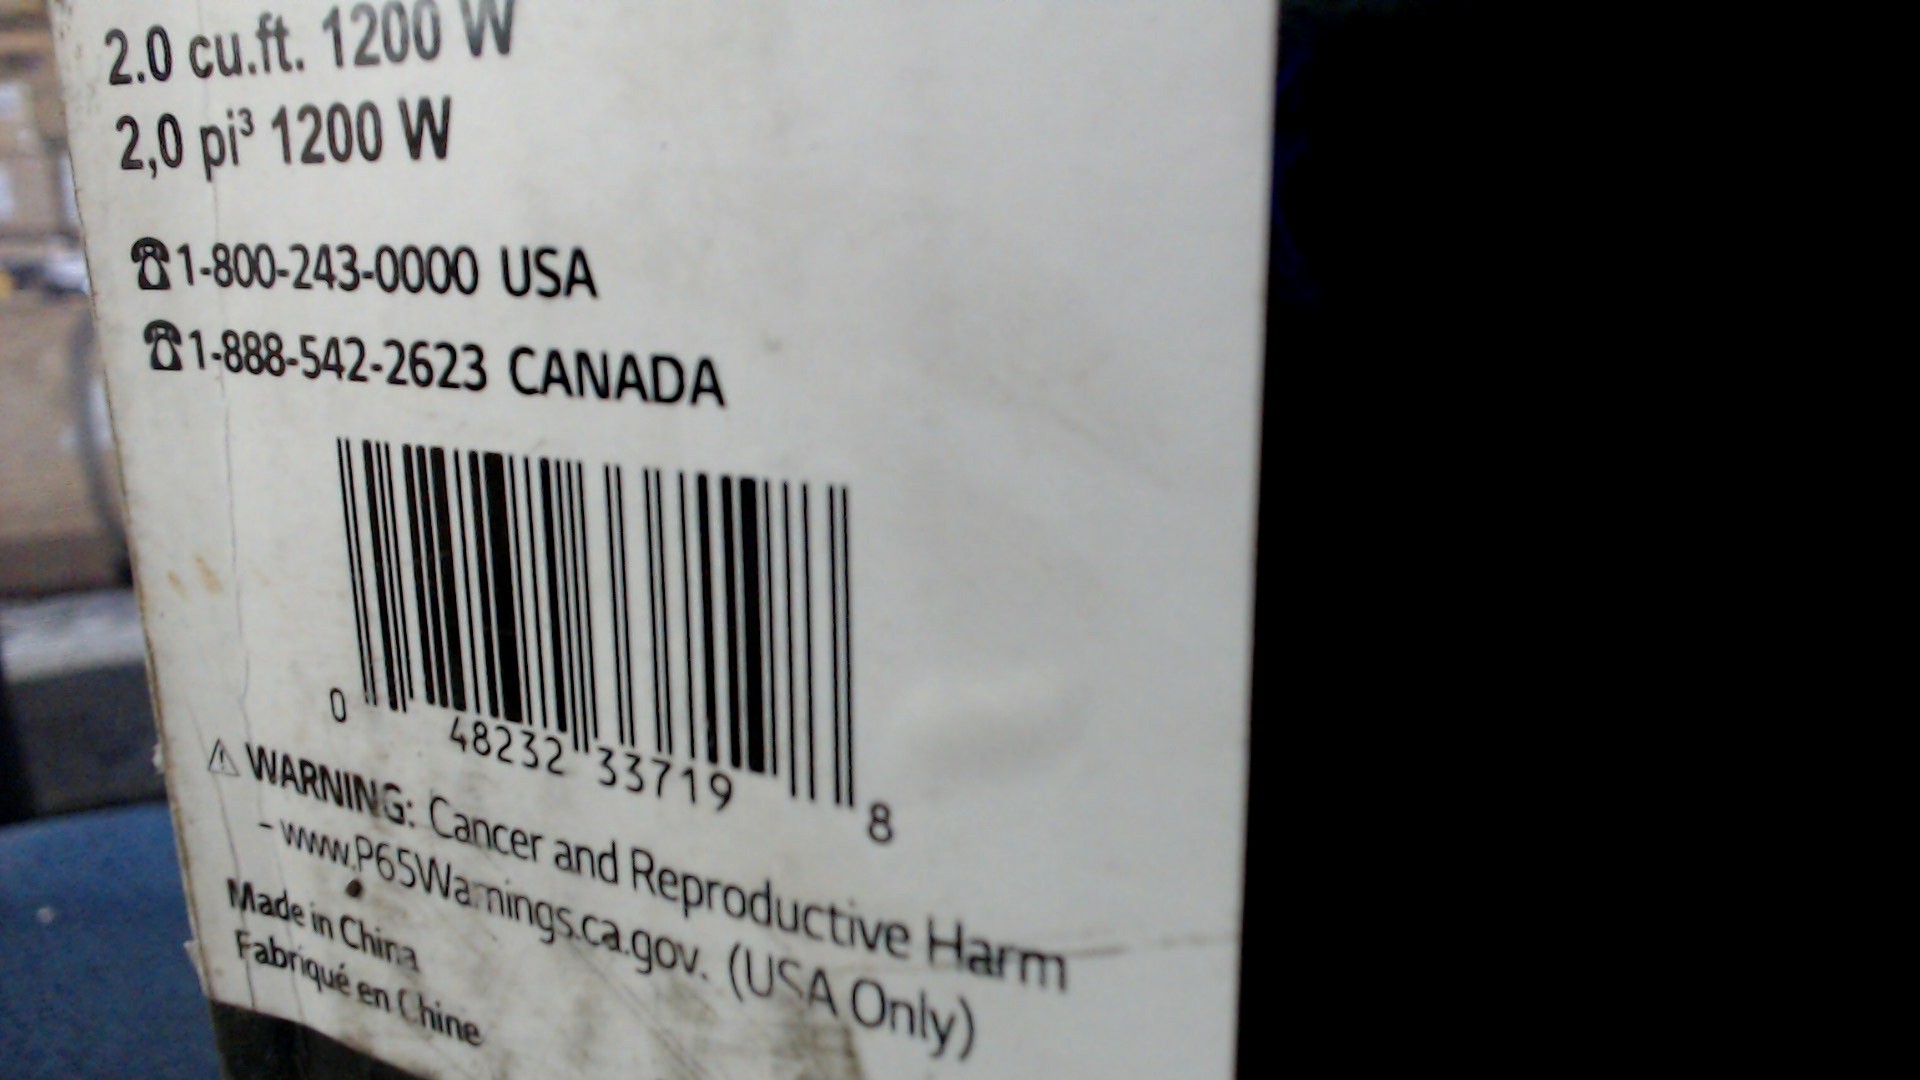 2.0 cu.ft. 1200 W
2,0 pi³ 1200 W
☎1-800-243-0000 USA
☎1-888-542-2623 CANADA
0 48232 33719 8
⚠ WARNING: Cancer and Reproductive Harm
- www.P65Warnings.ca.gov. (USA Only)
Made in China
Fabriqué en Chine